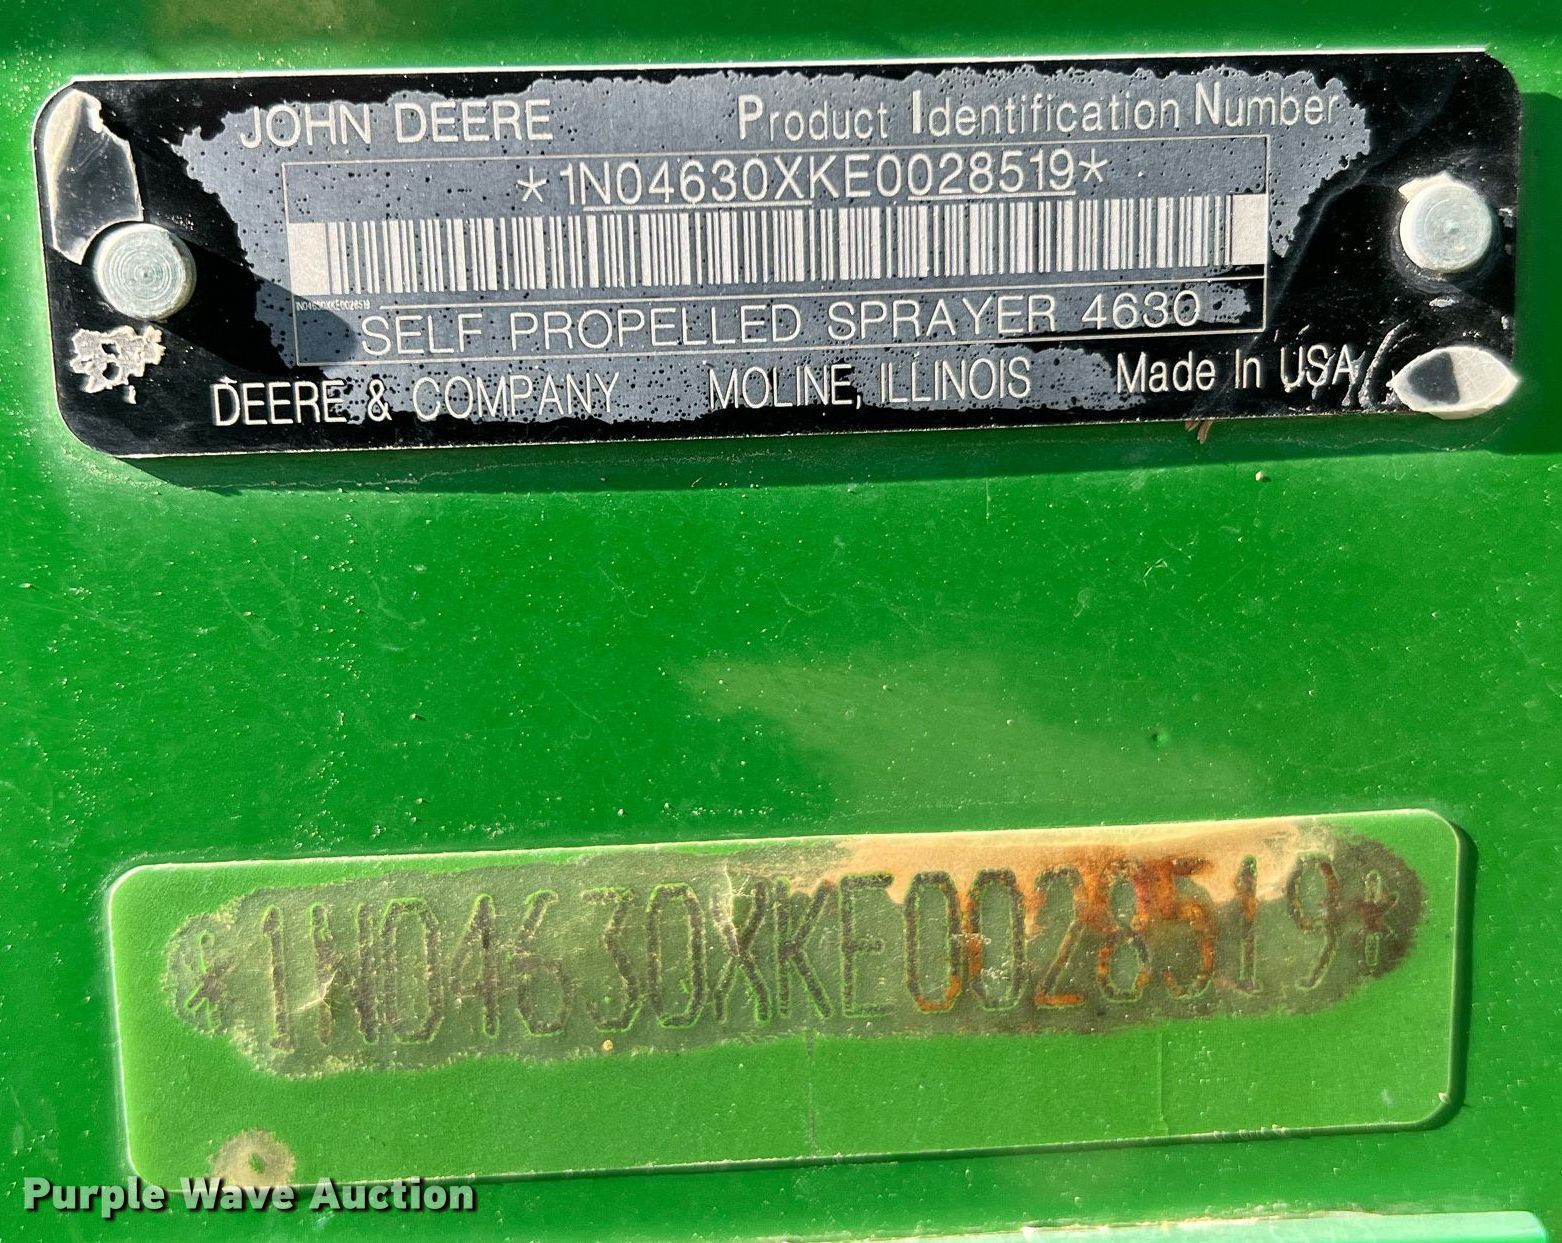 JOHN DEERE Product Identification Number
*1N04630XKE0028519*
1N04630XKE0028519
SELF PROPELLED SPRAYER 4630
DEERE & COMPANY MOLINE, ILLINOIS Made In USA
*1N04630XKE0028519*
Purple Wave Auction